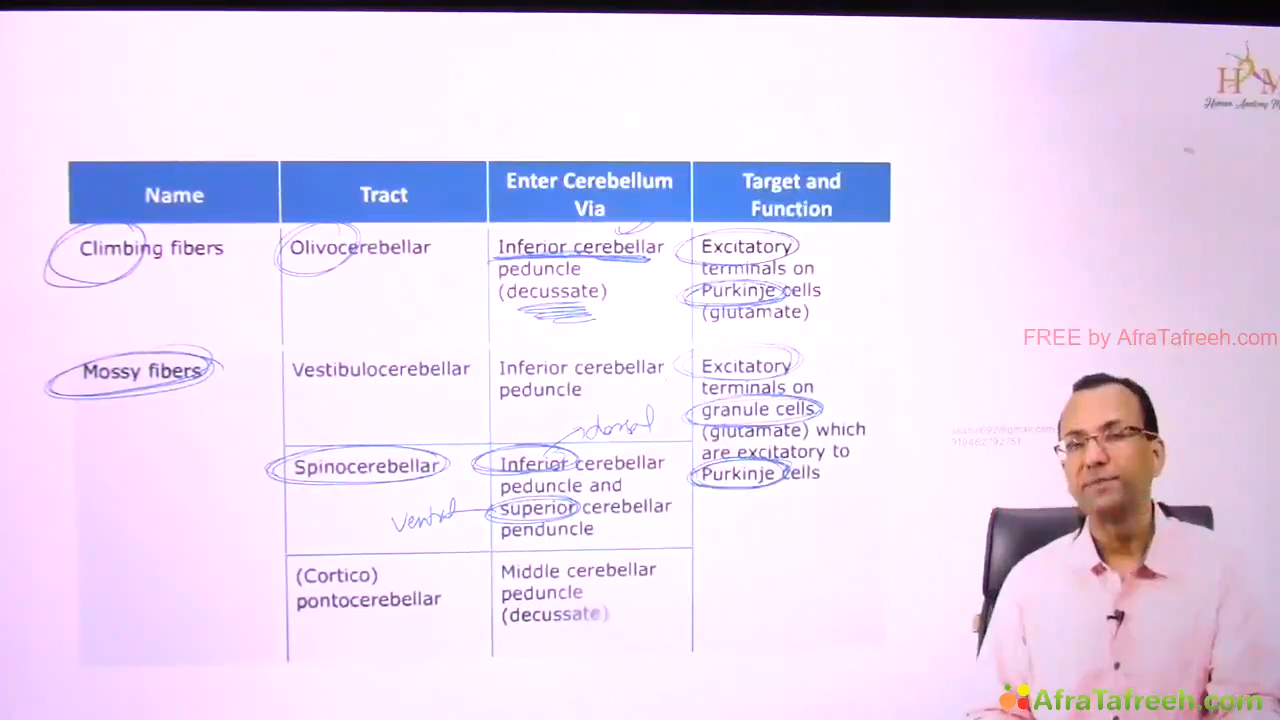 H M
Human Anatomy M
Name
Tract
Enter Cerebellum
Via
Target and
Function
Climbing fibers
Olivocerebellar
Inferior cerebellar
peduncle
(decussate)
Excitatory
terminals on
Purkinje cells
(glutamate)
Mossy fibers
Vestibulocerebellar
Inferior cerebellar
peduncle
Excitatory
terminals on
granule cells
(glutamate) which
are excitatory to
Purkinje cells
dorsal
Spinocerebellar
Inferior cerebellar
peduncle and
superior cerebellar
penduncle
Ventral
(Cortico)
pontocerebellar
Middle cerebellar
peduncle
(decussate)
FREE by AfraTafreeh.com
AfraTafreeh.com